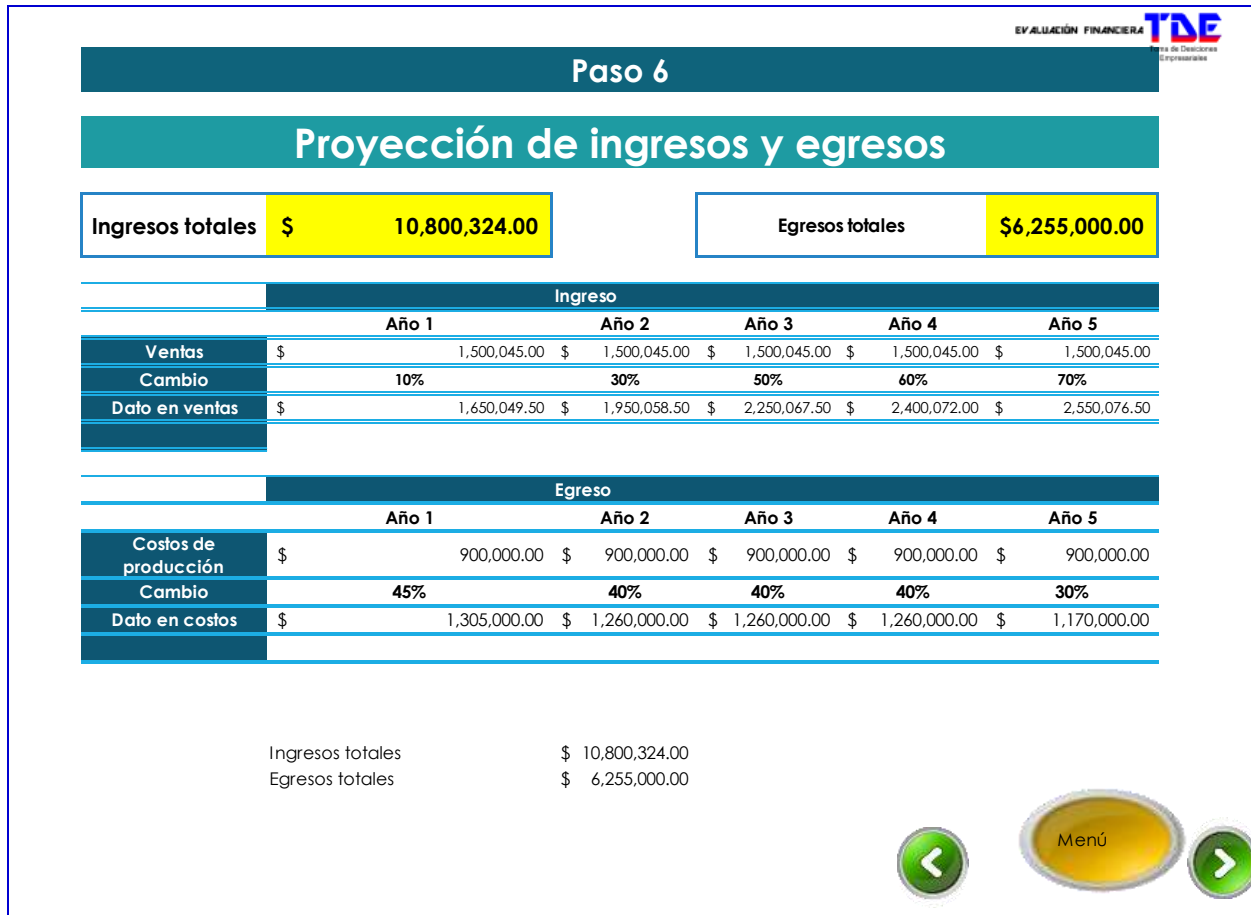 EVALUACIÓN FINANCIERA TDE
Toma de Desiciones
Empresariales
Paso 6
Proyección de ingresos y egresos
Ingresos totales $ 10,800,324.00 Egresos totales $6,255,000.00
Ingreso
Año 1 Año 2 Año 3 Año 4 Año 5
Ventas $ 1,500,045.00 $ 1,500,045.00 $ 1,500,045.00 $ 1,500,045.00 $ 1,500,045.00
Cambio 10% 30% 50% 60% 70%
Dato en ventas $ 1,650,049.50 $ 1,950,058.50 $ 2,250,067.50 $ 2,400,072.00 $ 2,550,076.50
Egreso
Año 1 Año 2 Año 3 Año 4 Año 5
Costos de
producción $ 900,000.00 $ 900,000.00 $ 900,000.00 $ 900,000.00 $ 900,000.00
Cambio 45% 40% 40% 40% 30%
Dato en costos $ 1,305,000.00 $ 1,260,000.00 $ 1,260,000.00 $ 1,260,000.00 $ 1,170,000.00
Ingresos totales $ 10,800,324.00
Egresos totales $ 6,255,000.00
Menú